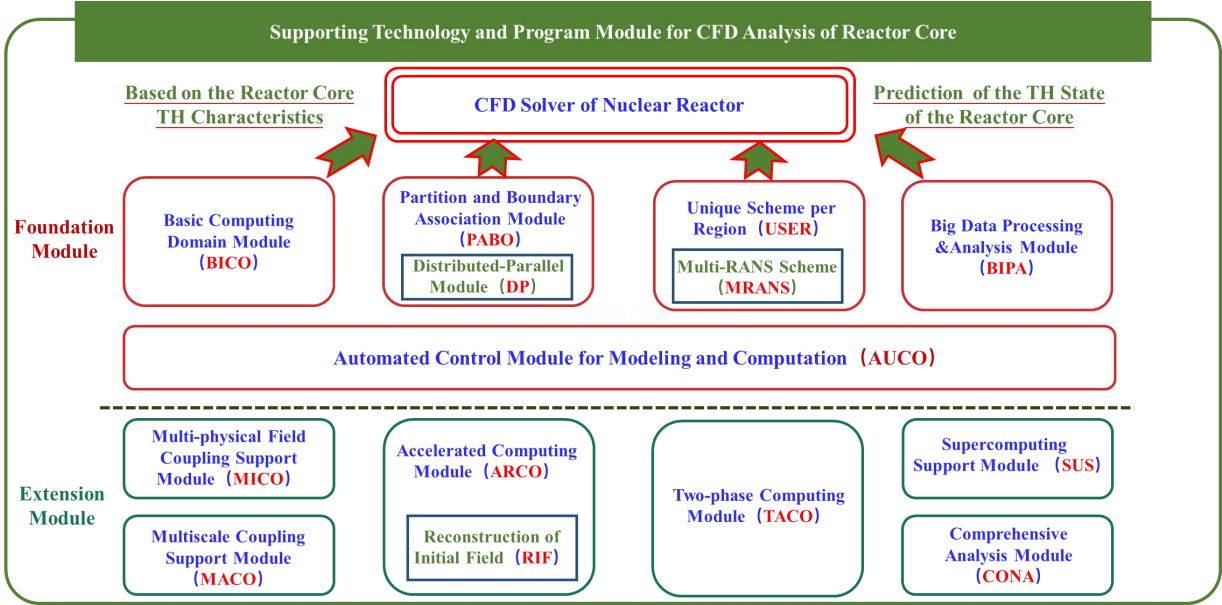 Supporting Technology and Program Module for CFD Analysis of Reactor Core
Based on the Reactor Core
TH Characteristics
CFD Solver of Nuclear Reactor
Prediction of the TH State
of the Reactor Core
Foundation
Module
Basic Computing
Domain Module
(BICO)
Partition and Boundary
Association Module
(PABO)
Distributed-Parallel
Module (DP)
Unique Scheme per
Region (USER)
Multi-RANS Scheme
(MRANS)
Big Data Processing
&Analysis Module
(BIPA)
Automated Control Module for Modeling and Computation (AUCO)
Extension
Module
Multi-physical Field
Coupling Support
Module (MICO)
Multiscale Coupling
Support Module
(MACO)
Accelerated Computing
Module (ARCO)
Reconstruction of
Initial Field (RIF)
Two-phase Computing
Module (TACO)
Supercomputing
Support Module (SUS)
Comprehensive
Analysis Module
(CONA)